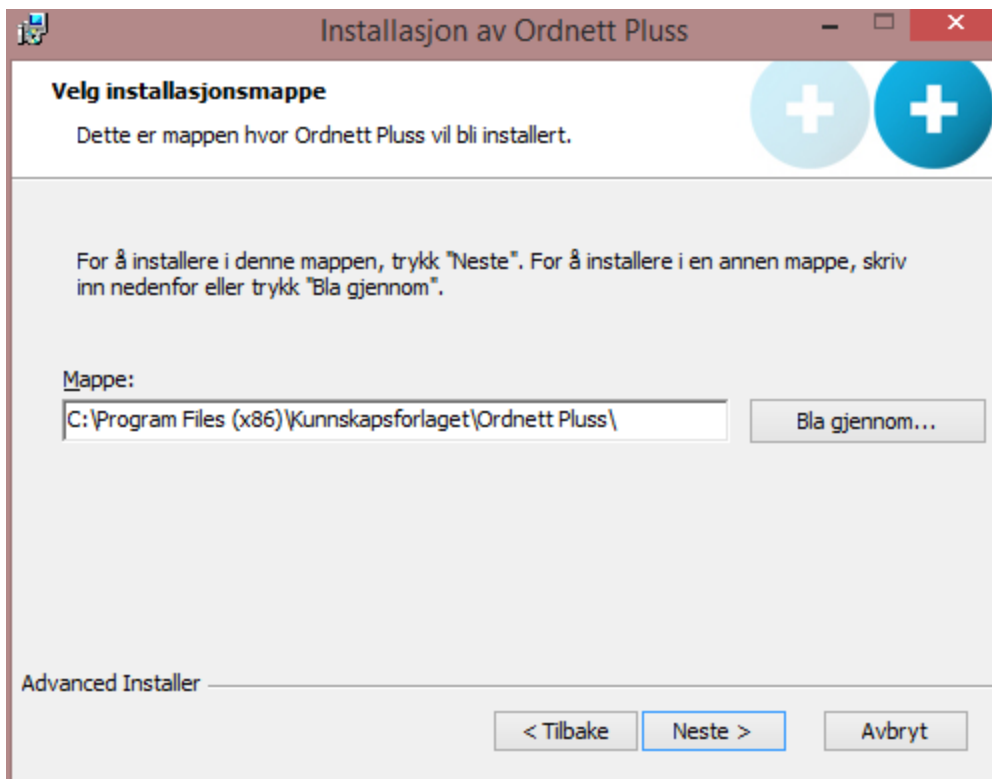 Installasjon av Ordnett Pluss
Velg installasjonsmappe
Dette er mappen hvor Ordnett Pluss vil bli installert.
For å installere i denne mappen, trykk "Neste". For å installere i en annen mappe, skriv
inn nedenfor eller trykk "Bla gjennom".
Mappe:
C:\Program Files (x86)\Kunnskapsforlaget\Ordnett Pluss\
Bla gjennom...
Advanced Installer
< Tilbake
Neste >
Avbryt